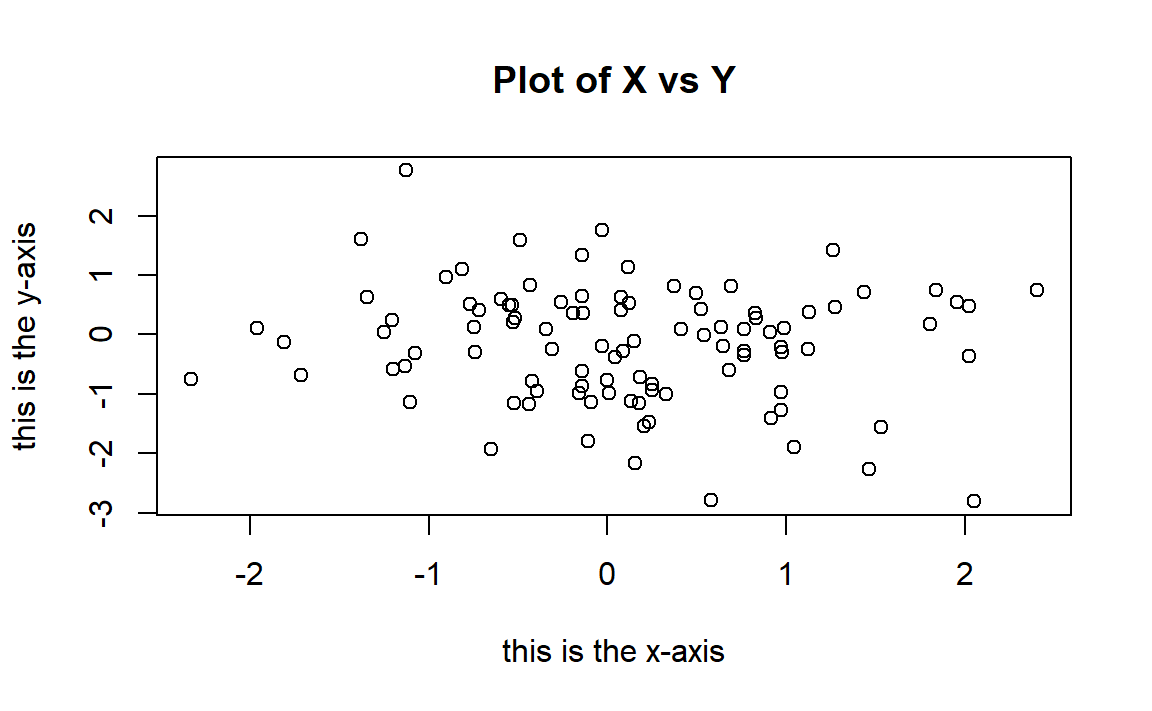 Plot of X vs Y
this is the y-axis
2
1
0
-1
-2
-3
-2 -1 0 1 2
this is the x-axis